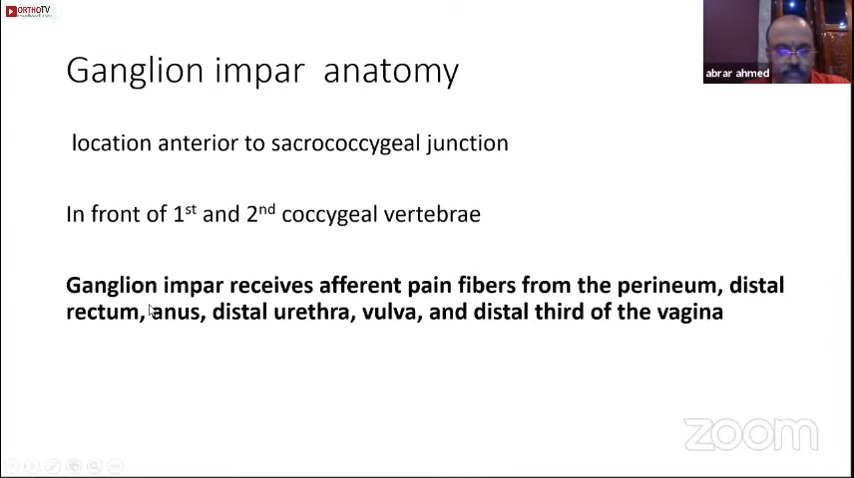 ORTHOTV
Ganglion impar anatomy
abrar ahmed
location anterior to sacrococcygeal junction
In front of 1st and 2nd coccygeal vertebrae
Ganglion impar receives afferent pain fibers from the perineum, distal
rectum, anus, distal urethra, vulva, and distal third of the vagina
zoom